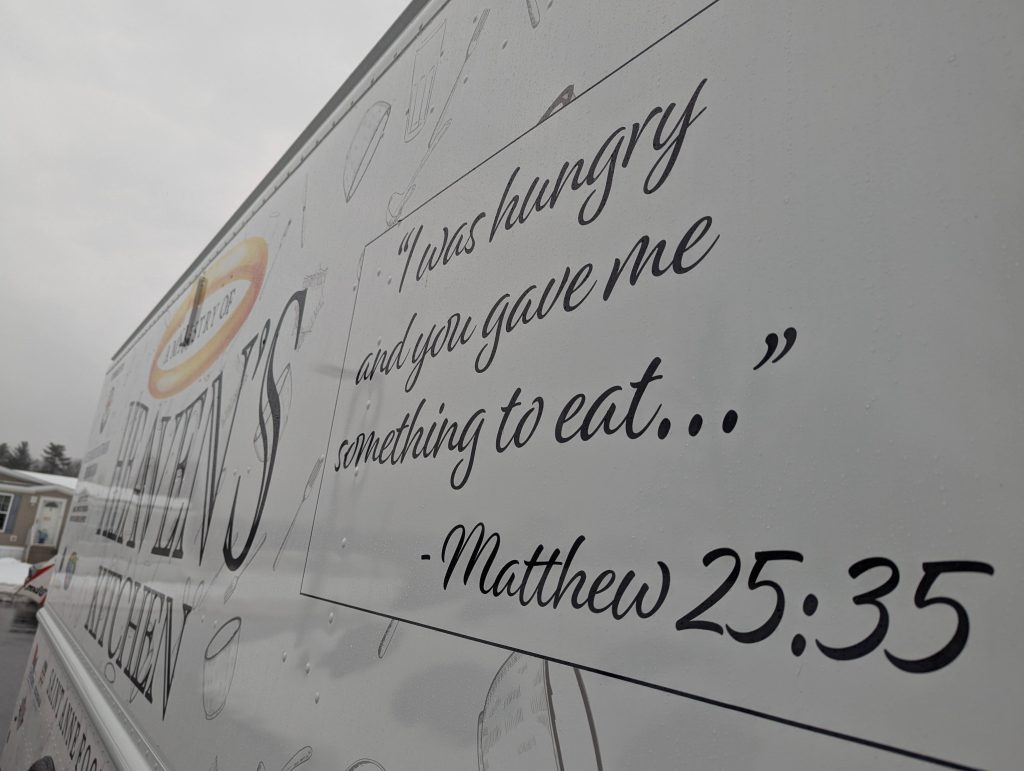 A MINISTRY OF
HEAVEN'S
KITCHEN
"I was hungry
and you gave me
something to eat..."
-Matthew 25:35